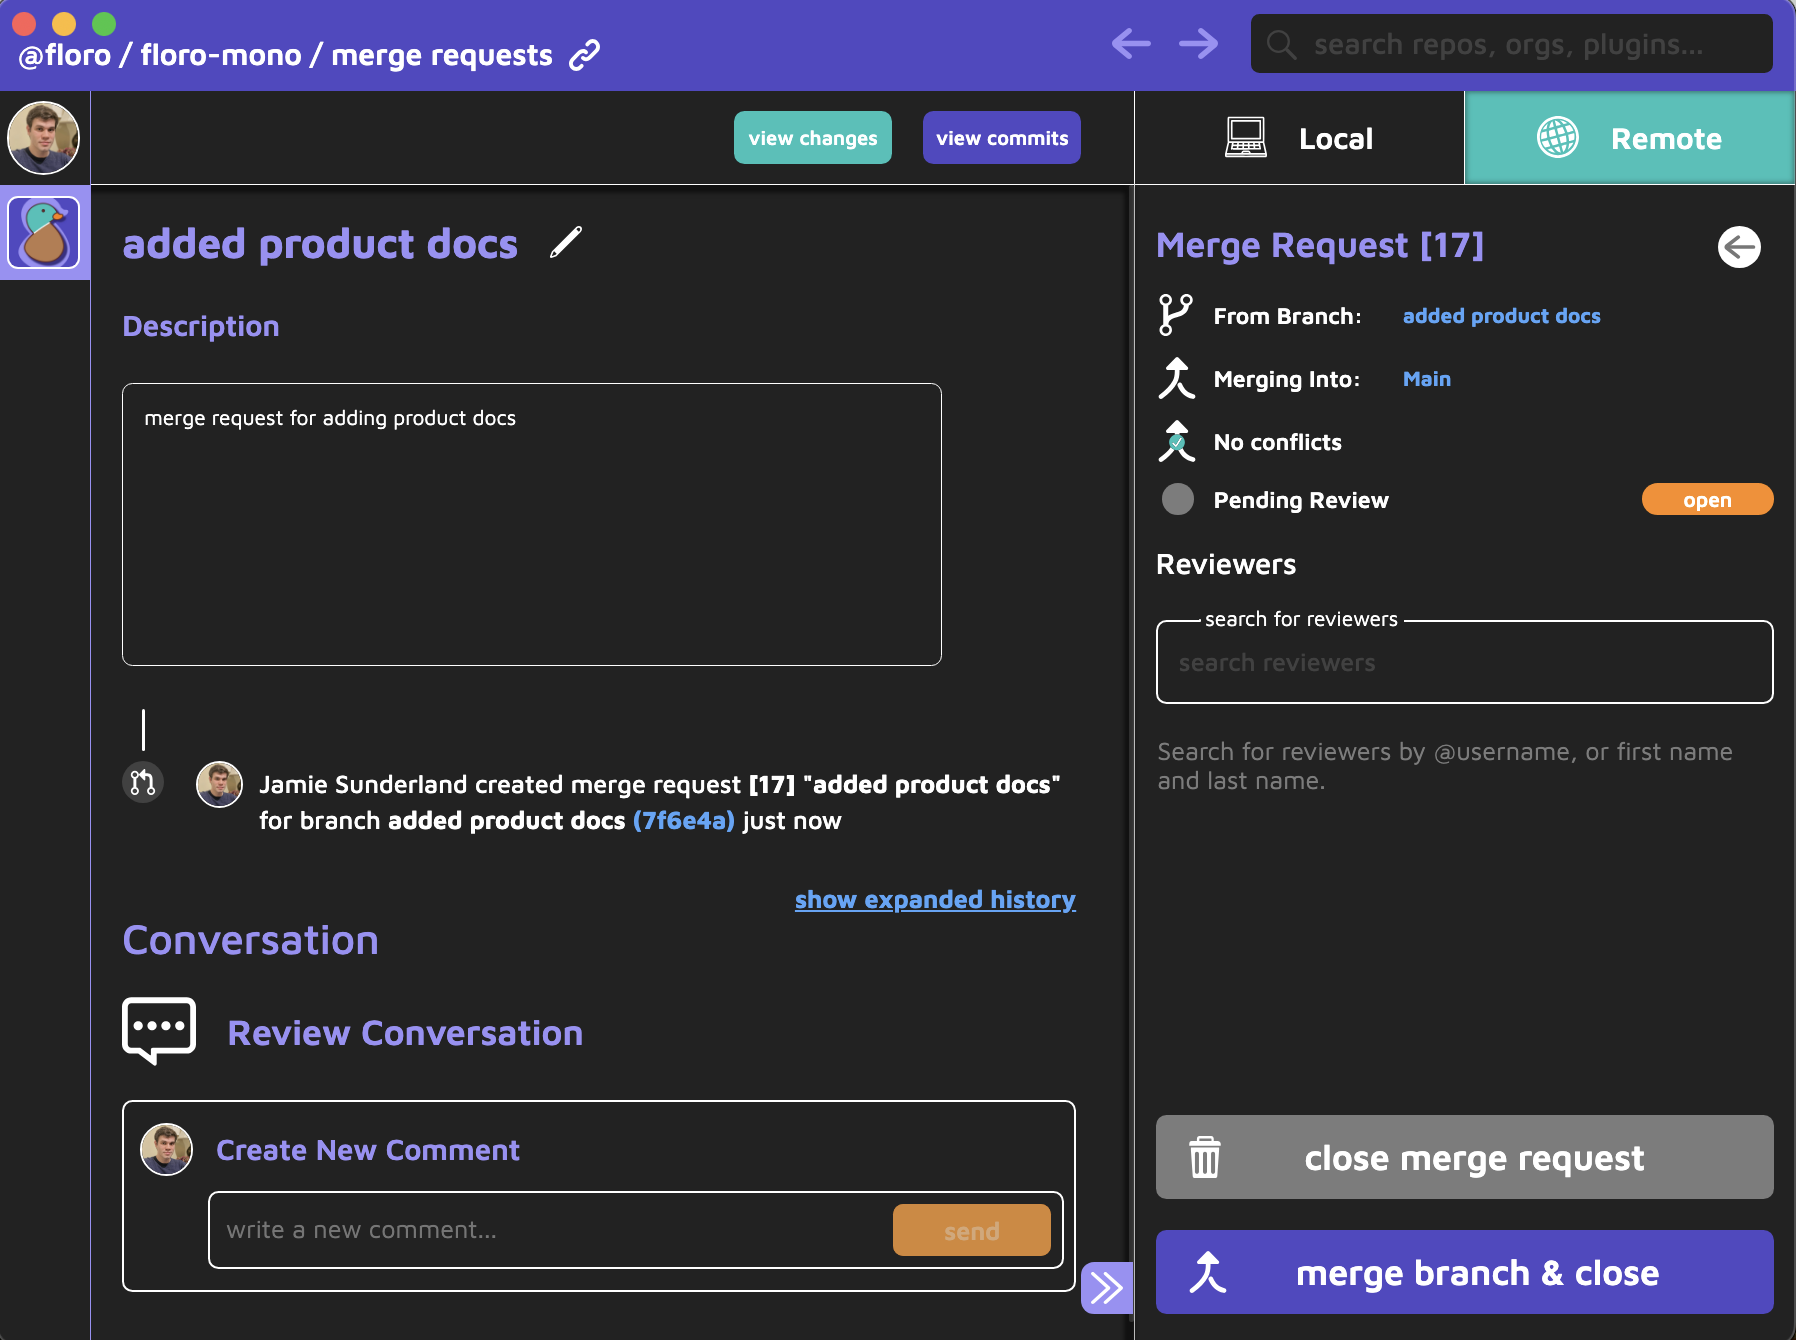 @floro / floro-mono / merge requests
search repos, orgs, plugins...
view changes
view commits
Local
Remote
added product docs
Description
merge request for adding product docs
Jamie Sunderland created merge request [17] "added product docs"
for branch added product docs (7f6e4a) just now
show expanded history
Conversation
Review Conversation
Create New Comment
write a new comment...
send
Merge Request [17]
From Branch: added product docs
Merging Into: Main
No conflicts
Pending Review
open
Reviewers
search for reviewers
search reviewers
Search for reviewers by @username, or first name
and last name.
close merge request
merge branch & close